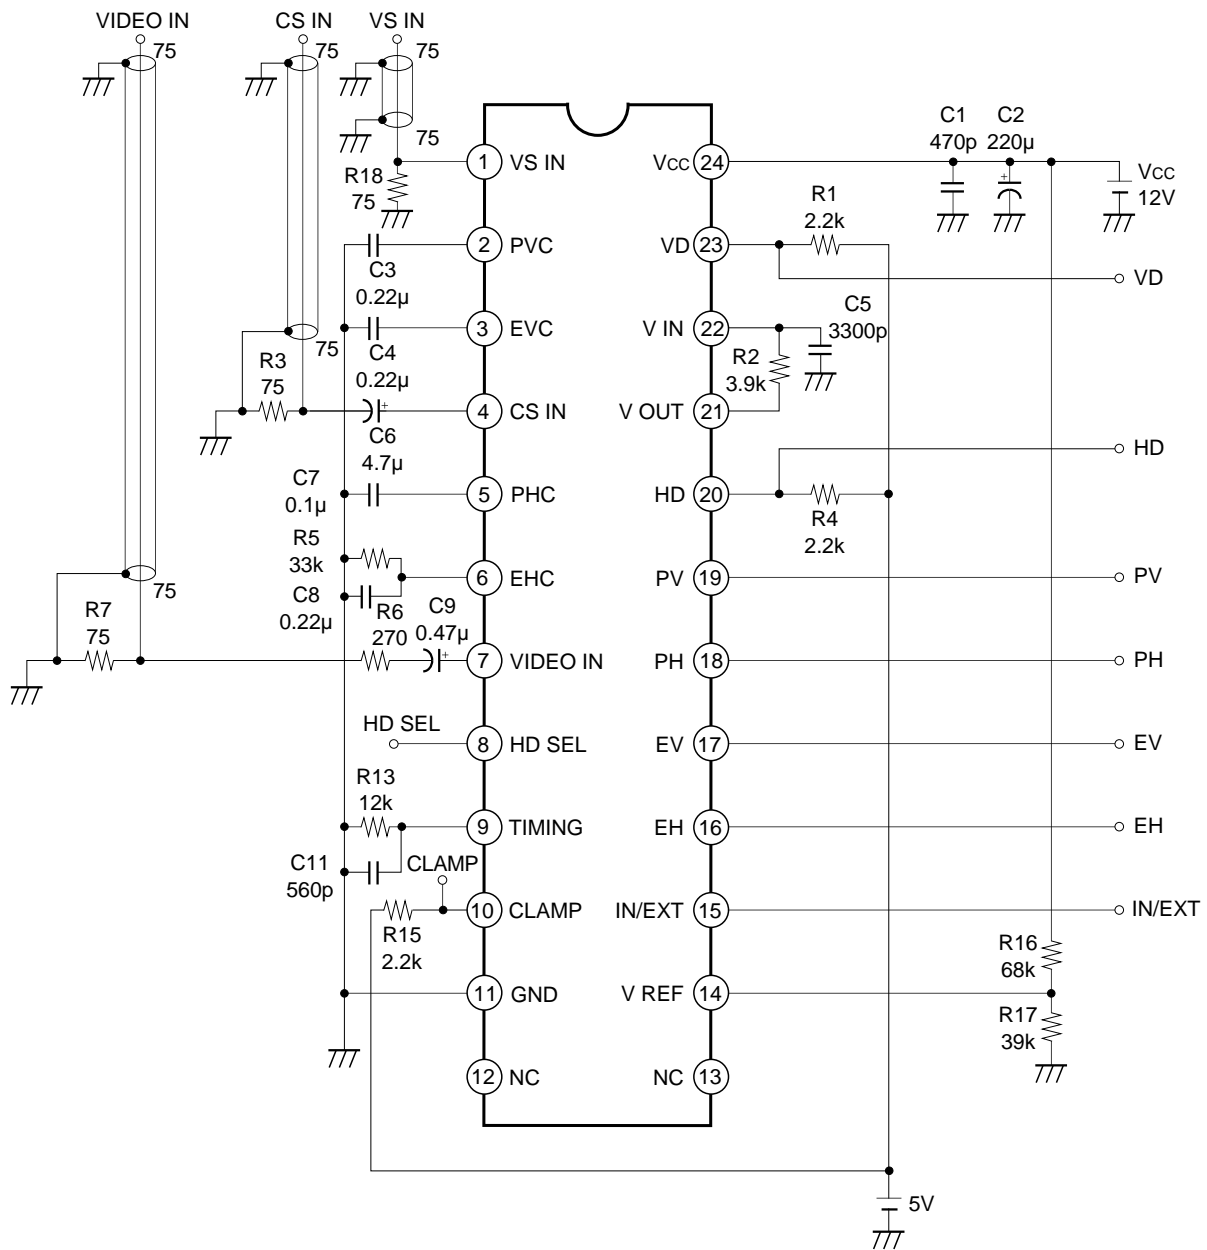 VIDEO IN
CS IN
VS IN
75
75
75
75
R18
75
1
VS IN
C3
0.22µ
2
PVC
C4
0.22µ
3
EVC
75
R3
75
C6
4.7µ
4
CS IN
C7
0.1µ
5
PHC
R5
33k
C8
0.22µ
6
EHC
75
R7
75
R6
270
C9
0.47µ
7
VIDEO IN
HD SEL
8
HD SEL
R13
12k
C11
560p
9
TIMING
CLAMP
R15
2.2k
10
CLAMP
11
GND
12
NC
Vcc
24
C1
470p
C2
220µ
+
Vcc
12V
VD
23
R1
2.2k
VD
V IN
22
C5
3300p
R2
3.9k
V OUT
21
HD
20
R4
2.2k
HD
PV
19
PV
PH
18
PH
EV
17
EV
EH
16
EH
IN/EXT
15
IN/EXT
R16
68k
V REF
14
R17
39k
NC
13
5V
+
+